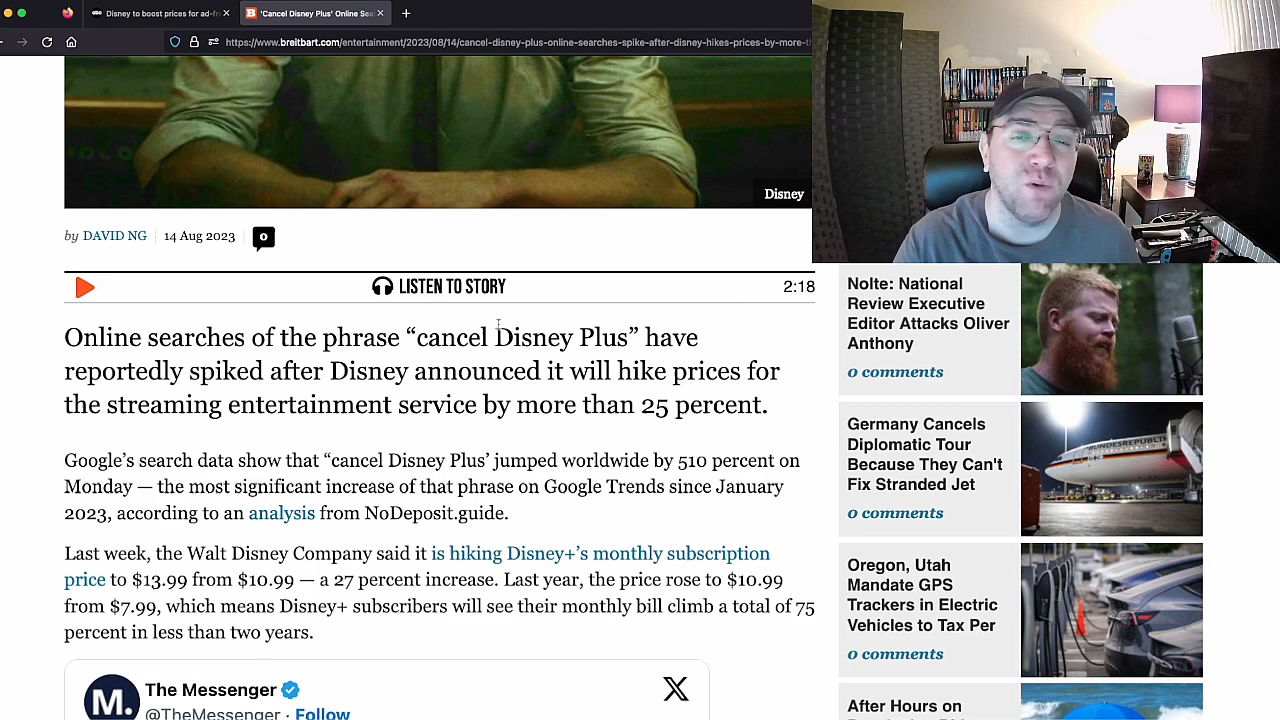 Disney to boost prices for ad-fr
'Cancel Disney Plus' Online Sea
https://www.breitbart.com/entertainment/2023/08/14/cancel-disney-plus-online-searches-spike-after-disney-hikes-prices-by-more-t
Disney
by DAVID NG 14 Aug 2023 0
LISTEN TO STORY 2:18
Online searches of the phrase “cancel Disney Plus” have
reportedly spiked after Disney announced it will hike prices for
the streaming entertainment service by more than 25 percent.
Google’s search data show that “cancel Disney Plus’ jumped worldwide by 510 percent on
Monday — the most significant increase of that phrase on Google Trends since January
2023, according to an analysis from NoDeposit.guide.
Last week, the Walt Disney Company said it is hiking Disney+’s monthly subscription
price to $13.99 from $10.99 — a 27 percent increase. Last year, the price rose to $10.99
from $7.99, which means Disney+ subscribers will see their monthly bill climb a total of 75
percent in less than two years.
M.
The Messenger
@TheMessenger · Follow
Nolte: National
Review Executive
Editor Attacks Oliver
Anthony
0 comments
Germany Cancels
Diplomatic Tour
Because They Can't
Fix Stranded Jet
0 comments
BUNDESREPUBLI
Oregon, Utah
Mandate GPS
Trackers in Electric
Vehicles to Tax Per
0 comments
After Hours on